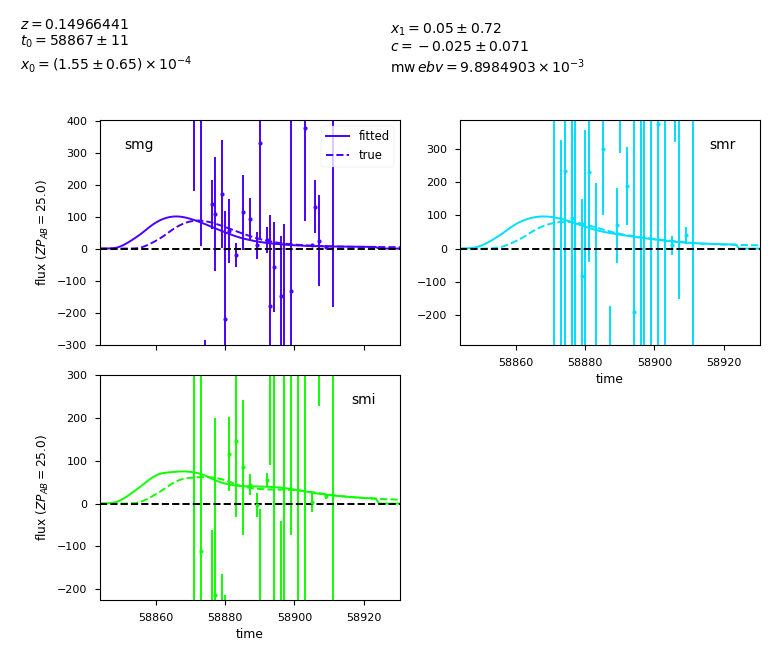 z = 0.14966441
t₀ = 58867 ± 11
x₀ = (1.55 ± 0.65) × 10⁻⁴
x₁ = 0.05 ± 0.72
c = −0.025 ± 0.071
mw ebv = 9.8984903 × 10⁻³
400
300
200
100
0
−100
−200
−300
flux (ZP_AB = 25.0)
smg
fitted
true
300
200
100
0
−100
−200
smr
58860 58880 58900 58920
time
300
200
100
0
−100
−200
flux (ZP_AB = 25.0)
smi
58860 58880 58900 58920
time